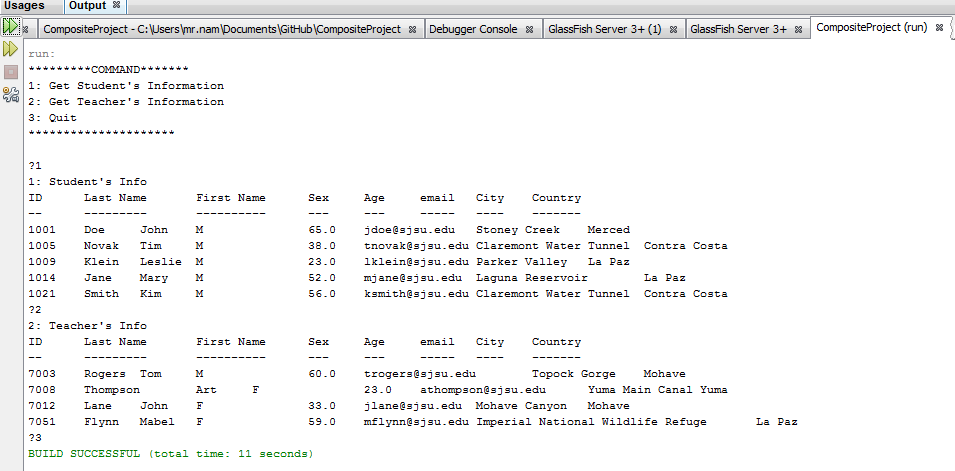 Usages Output
CompositeProject - C:\Users\mr.nam\Documents\GitHub\CompositeProject Debugger Console GlassFish Server 3+ (1) GlassFish Server 3+ CompositeProject (run)
run:
*********COMMAND*******
1: Get Student's Information
2: Get Teacher's Information
3: Quit
*********************
?1
1: Student's Info
ID Last Name First Name Sex Age email City Country
-- --------- ---------- --- --- ----- ---- -------
1001 Doe John M 65.0 jdoe@sjsu.edu Stoney Creek Merced
1005 Novak Tim M 38.0 tnovak@sjsu.edu Claremont Water Tunnel Contra Costa
1009 Klein Leslie M 23.0 lklein@sjsu.edu Parker Valley La Paz
1014 Jane Mary M 52.0 mjane@sjsu.edu Laguna Reservoir La Paz
1021 Smith Kim M 56.0 ksmith@sjsu.edu Claremont Water Tunnel Contra Costa
?2
2: Teacher's Info
ID Last Name First Name Sex Age email City Country
-- --------- ---------- --- --- ----- ---- -------
7003 Rogers Tom M 60.0 trogers@sjsu.edu Topock Gorge Mohave
7008 Thompson Art F 23.0 athompson@sjsu.edu Yuma Main Canal Yuma
7012 Lane John F 33.0 jlane@sjsu.edu Mohave Canyon Mohave
7051 Flynn Mabel F 59.0 mflynn@sjsu.edu Imperial National Wildlife Refuge La Paz
?3
BUILD SUCCESSFUL (total time: 11 seconds)